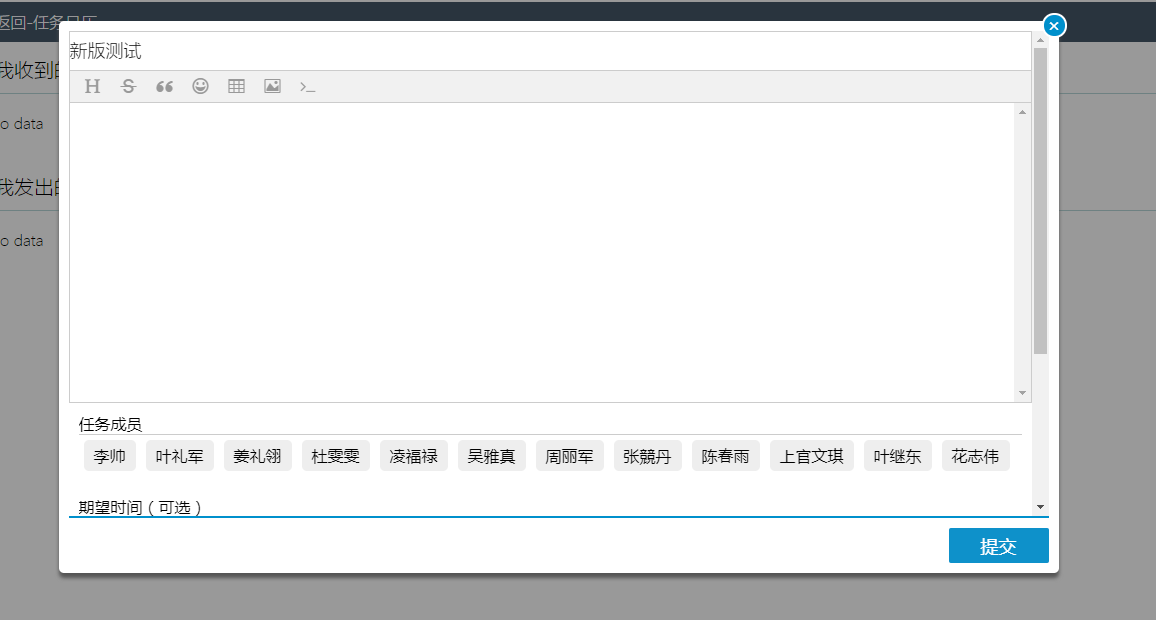 返回-任务日历
新版测试
我收到的
o data
我发出的
o data
任务成员
李帅 叶礼军 姜礼翎 杜雯雯 凌福禄 吴雅真 周丽军 张競丹 陈春雨 上官文琪 叶继东 花志伟
期望时间（可选）
提交